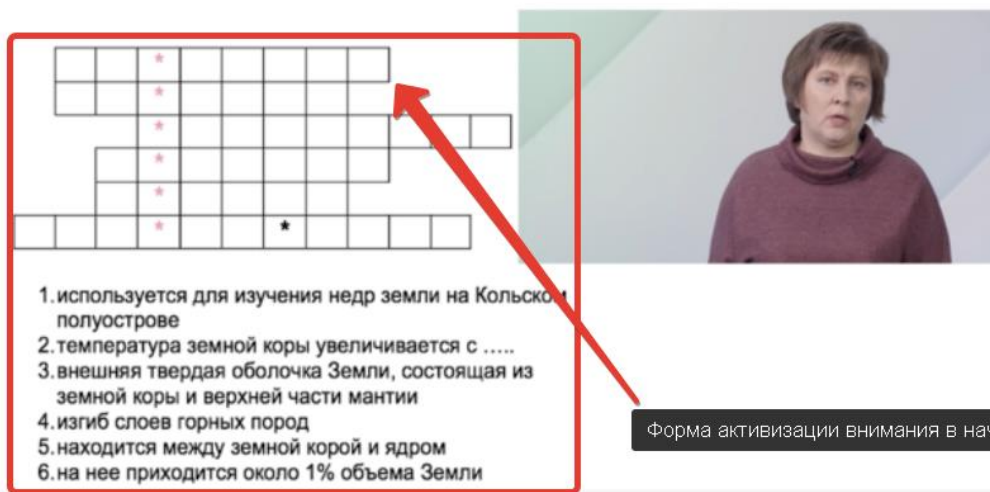 1.используется для изучения недр земли на Кольском
полуострове
2.температура земной коры увеличивается с .....
3.внешняя твердая оболочка Земли, состоящая из
земной коры и верхней части мантии
4.изгиб слоев горных пород
5.находится между земной корой и ядром
6.на нее приходится около 1% объема Земли
Форма активизации внимания в нач